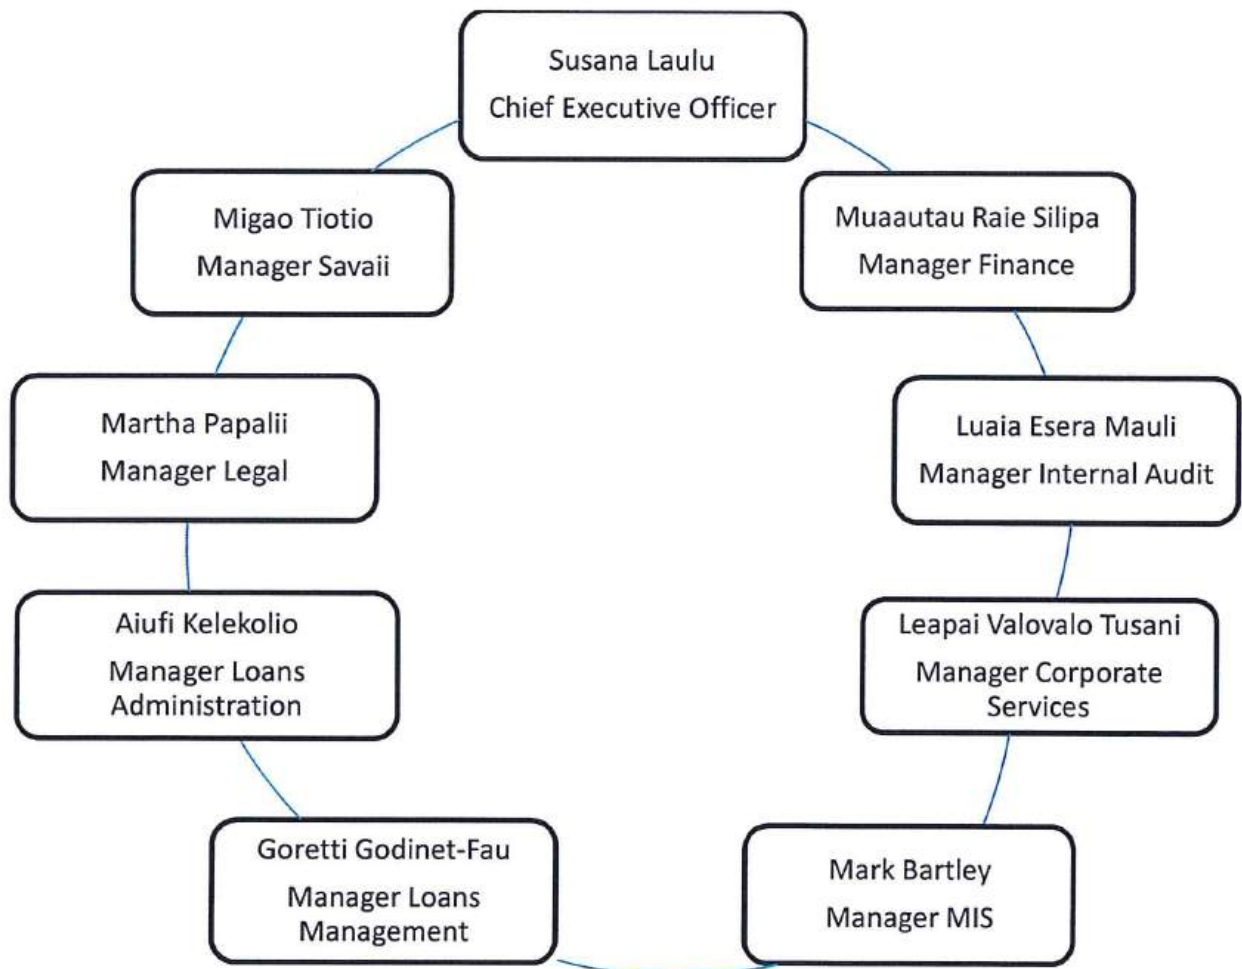 Susana Laulu
Chief Executive Officer
Migao Tiotio
Manager Savaii
Muaautau Raie Silipa
Manager Finance
Martha Papalii
Manager Legal
Luaia Esera Mauli
Manager Internal Audit
Aiufi Kelekolio
Manager Loans
Administration
Leapai Valovalo Tusani
Manager Corporate
Services
Goretti Godinet-Fau
Manager Loans
Management
Mark Bartley
Manager MIS